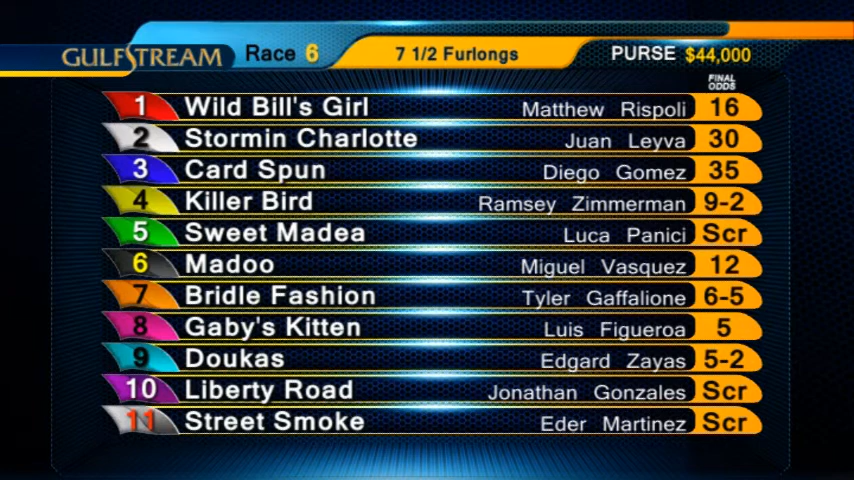 GULFSTREAM Race 6 7 1/2 Furlongs PURSE $44,000
FINAL
ODDS
1 Wild Bill's Girl Matthew Rispoli 16
2 Stormin Charlotte Juan Leyva 30
3 Card Spun Diego Gomez 35
4 Killer Bird Ramsey Zimmerman 9-2
5 Sweet Madea Luca Panici Scr
6 Madoo Miguel Vasquez 12
7 Bridle Fashion Tyler Gaffalione 6-5
8 Gaby's Kitten Luis Figueroa 5
9 Doukas Edgard Zayas 5-2
10 Liberty Road Jonathan Gonzales Scr
11 Street Smoke Eder Martinez Scr